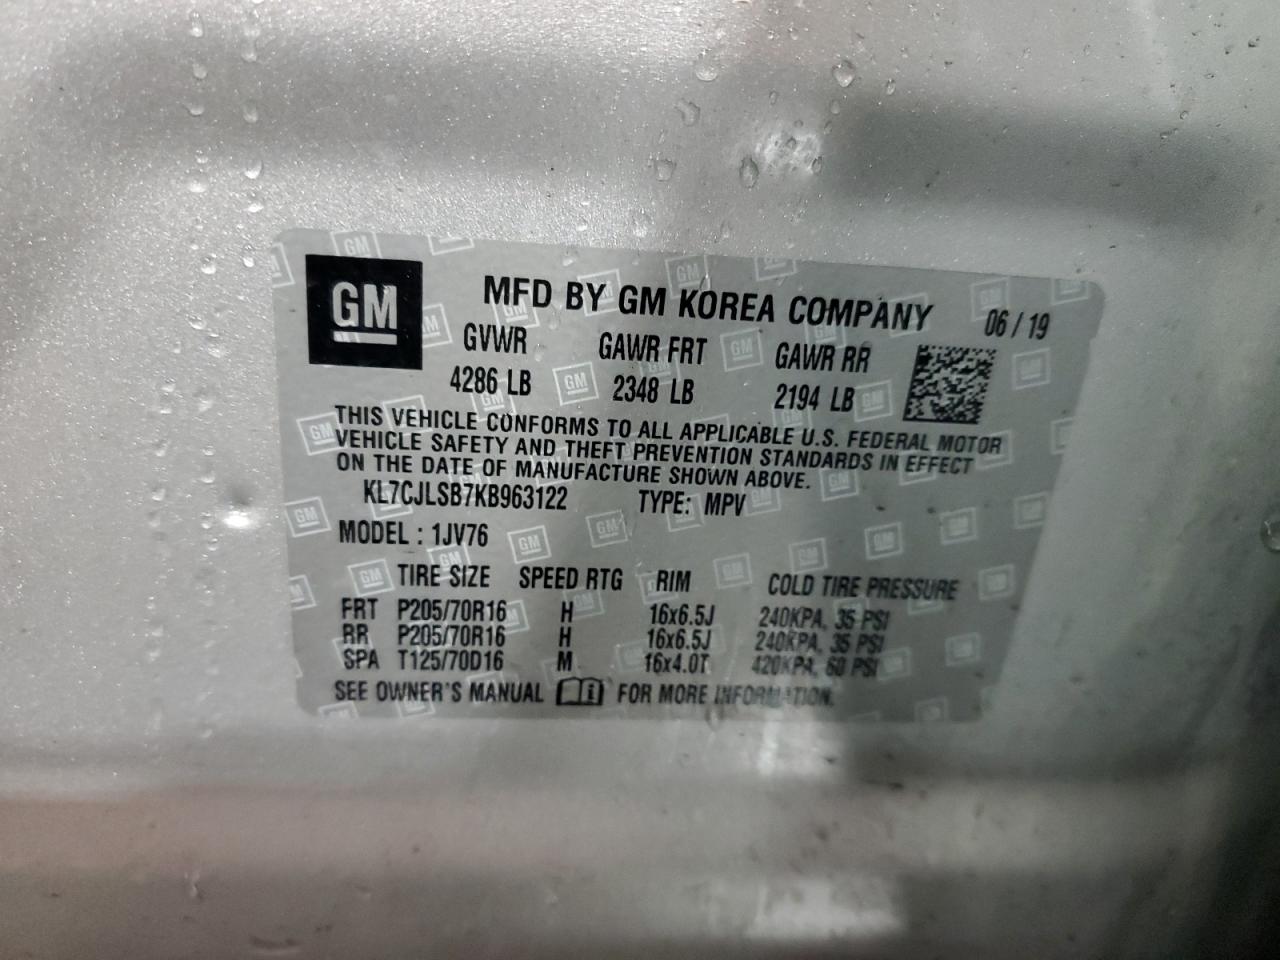 GM MFD BY GM KOREA COMPANY 06 / 19
GVWR GAWR FRT GAWR RR
4286 LB 2348 LB 2194 LB
THIS VEHICLE CONFORMS TO ALL APPLICABLE U.S. FEDERAL MOTOR
VEHICLE SAFETY AND THEFT PREVENTION STANDARDS IN EFFECT
ON THE DATE OF MANUFACTURE SHOWN ABOVE.
KL7CJLSB7KB963122 TYPE: MPV
MODEL : 1JV76
TIRE SIZE SPEED RTG RIM COLD TIRE PRESSURE
FRT P205/70R16 H 16x6.5J 240KPA, 35 PSI
RR P205/70R16 H 16x6.5J 240KPA, 35 PSI
SPA T125/70D16 M 16x4.0T 420KPA, 60 PSI
SEE OWNER'S MANUAL FOR MORE INFORMATION.